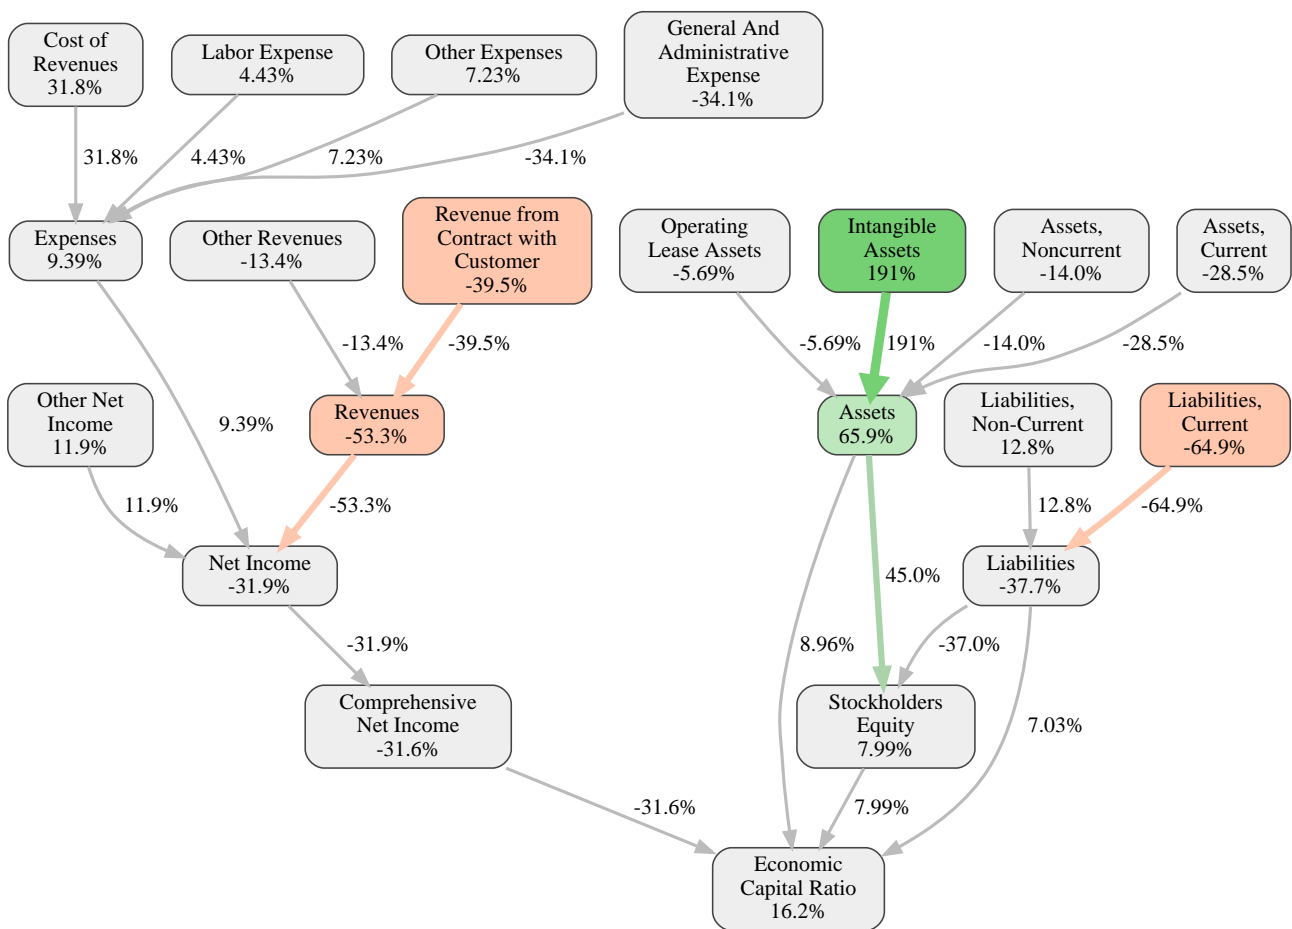 Cost of
Revenues
31.8%
Labor Expense
4.43%
Other Expenses
7.23%
General And
Administrative
Expense
-34.1%
31.8%
4.43%
7.23%
-34.1%
Expenses
9.39%
Other Revenues
-13.4%
Revenue from
Contract with
Customer
-39.5%
Operating
Lease Assets
-5.69%
Intangible
Assets
191%
Assets,
Noncurrent
-14.0%
Assets,
Current
-28.5%
-13.4%
-39.5%
-5.69%
191%
-14.0%
-28.5%
Other Net
Income
11.9%
9.39%
Revenues
-53.3%
Assets
65.9%
Liabilities,
Non-Current
12.8%
Liabilities,
Current
-64.9%
11.9%
-53.3%
12.8%
-64.9%
Net Income
-31.9%
45.0%
Liabilities
-37.7%
-31.9%
8.96%
-37.0%
Comprehensive
Net Income
-31.6%
Stockholders
Equity
7.99%
7.03%
-31.6%
7.99%
Economic
Capital Ratio
16.2%